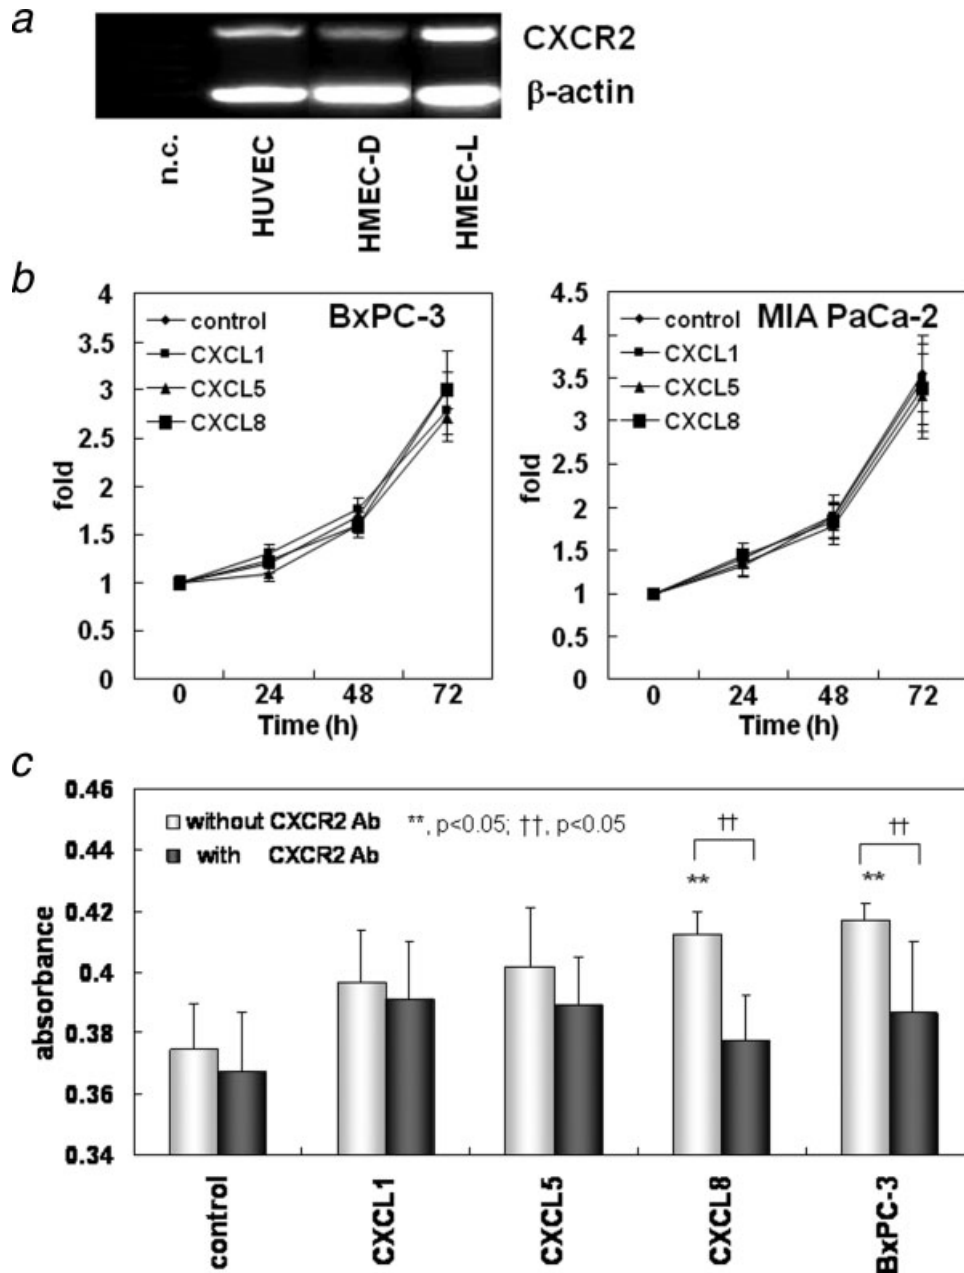 a
CXCR2
β-actin
n.c.
HUVEC
HMEC-D
HMEC-L
b
4
3.5
3
2.5
2
1.5
1
0.5
0
fold
control
CXCL1
CXCL5
CXCL8
BxPC-3
0 24 48 72
Time (h)
4.5
4
3.5
3
2.5
2
1.5
1
0.5
0
fold
control
CXCL1
CXCL5
CXCL8
MIA PaCa-2
0 24 48 72
Time (h)
c
0.46
0.44
0.42
0.4
0.38
0.36
0.34
absorbance
without CXCR2 Ab
with CXCR2 Ab
**, p<0.05; ††, p<0.05
†† ††
** **
control
CXCL1
CXCL5
CXCL8
BxPC-3